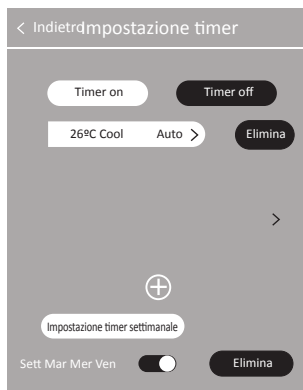 < Indietro Impostazione timer
Timer on Timer off
26ºC Cool Auto > Elimina
>
Impostazione timer settimanale
Sett Mar Mer Ven Elimina